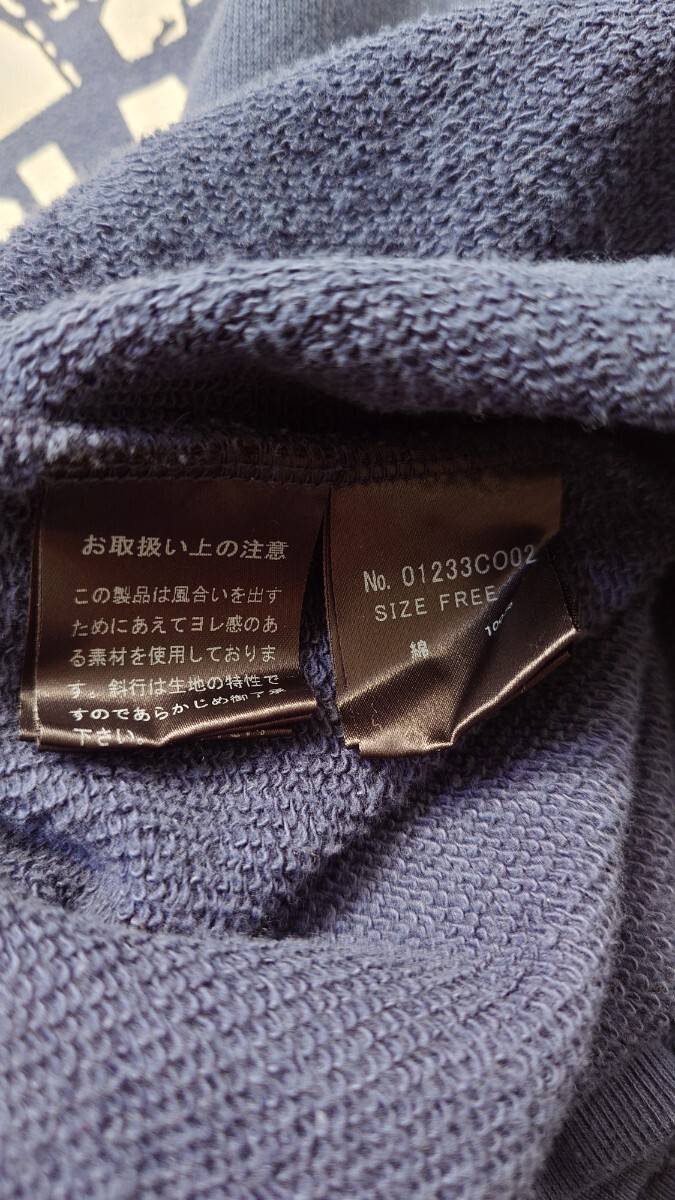 お取扱い上の注意
この製品は風合いを出す
ためにあえてヨレ感のあ
る素材を使用しておりま
す。斜行は生地の特性で
すのであらかじめ御了承
下さい。
No. 01233CO02
SIZE FREE
綿